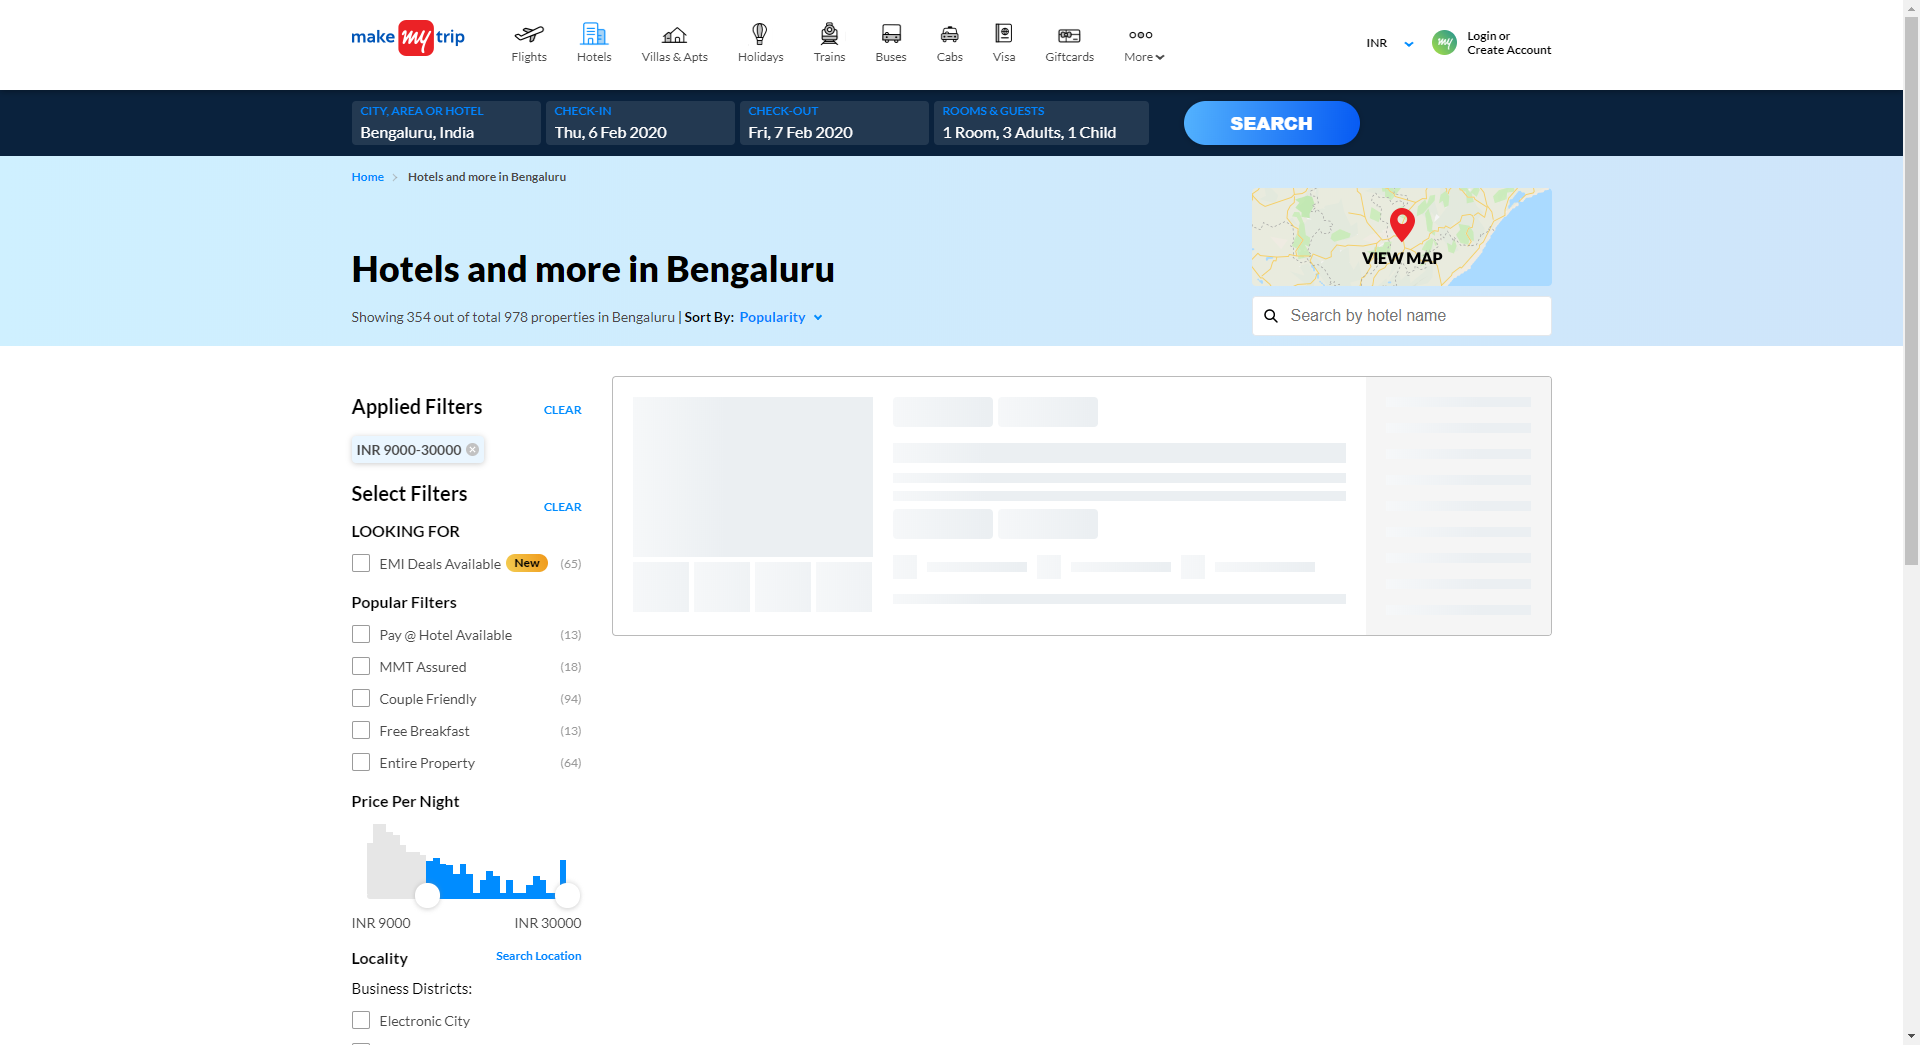 make my trip
Flights
Hotels
Villas & Apts
Holidays
Trains
Buses
Cabs
Visa
Giftcards
More
INR
my
Login or
Create Account
CITY, AREA OR HOTEL
Bengaluru, India
CHECK-IN
Thu, 6 Feb 2020
CHECK-OUT
Fri, 7 Feb 2020
ROOMS & GUESTS
1 Room, 3 Adults, 1 Child
SEARCH
Home
Hotels and more in Bengaluru
VIEW MAP
Hotels and more in Bengaluru
Showing 354 out of total 978 properties in Bengaluru | Sort By: Popularity
Search by hotel name
Applied Filters
CLEAR
INR 9000-30000
Select Filters
CLEAR
LOOKING FOR
EMI Deals Available New (65)
Popular Filters
Pay @ Hotel Available (13)
MMT Assured (18)
Couple Friendly (94)
Free Breakfast (13)
Entire Property (64)
Price Per Night
INR 9000 INR 30000
Locality
Search Location
Business Districts:
Electronic City